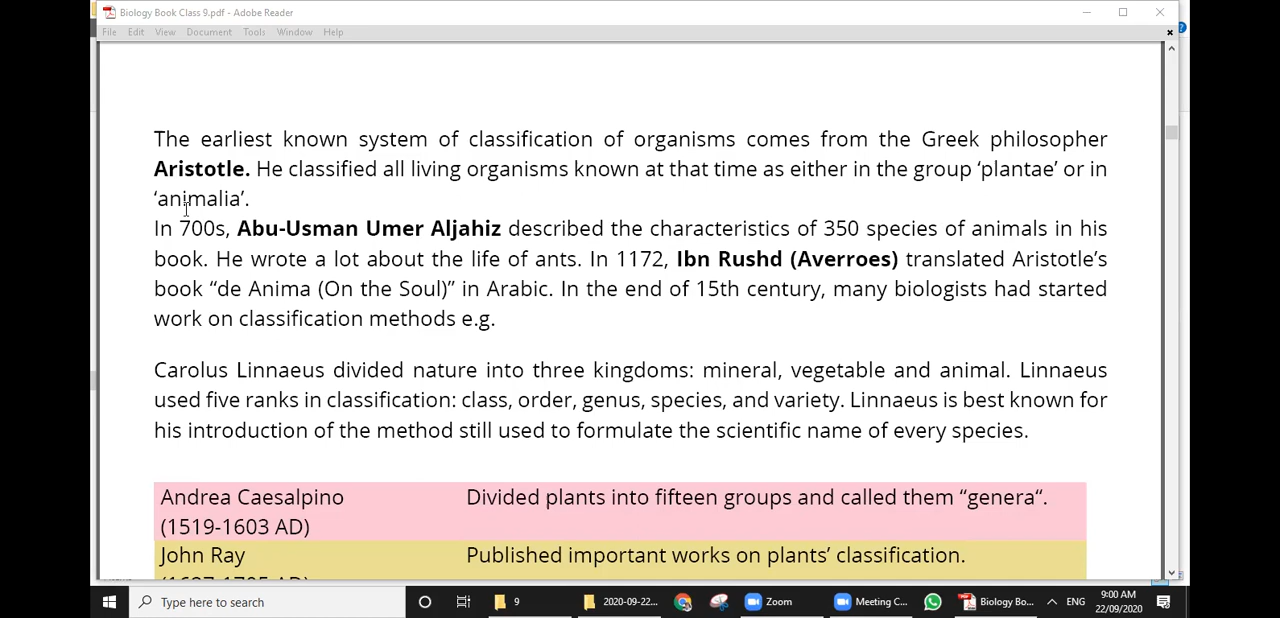 Biology Book Class 9.pdf - Adobe Reader
File Edit View Document Tools Window Help
The earliest known system of classification of organisms comes from the Greek philosopher
Aristotle. He classified all living organisms known at that time as either in the group ‘plantae’ or in
‘animalia’.
In 700s, Abu-Usman Umer Aljahiz described the characteristics of 350 species of animals in his
book. He wrote a lot about the life of ants. In 1172, Ibn Rushd (Averroes) translated Aristotle’s
book “de Anima (On the Soul)” in Arabic. In the end of 15th century, many biologists had started
work on classification methods e.g.
Carolus Linnaeus divided nature into three kingdoms: mineral, vegetable and animal. Linnaeus
used five ranks in classification: class, order, genus, species, and variety. Linnaeus is best known for
his introduction of the method still used to formulate the scientific name of every species.
Andrea Caesalpino Divided plants into fifteen groups and called them “genera“.
(1519-1603 AD)
John Ray Published important works on plants’ classification.
Type here to search 9 2020-09-22... Zoom Meeting C... Biology Bo... ENG 9:00 AM
22/09/2020